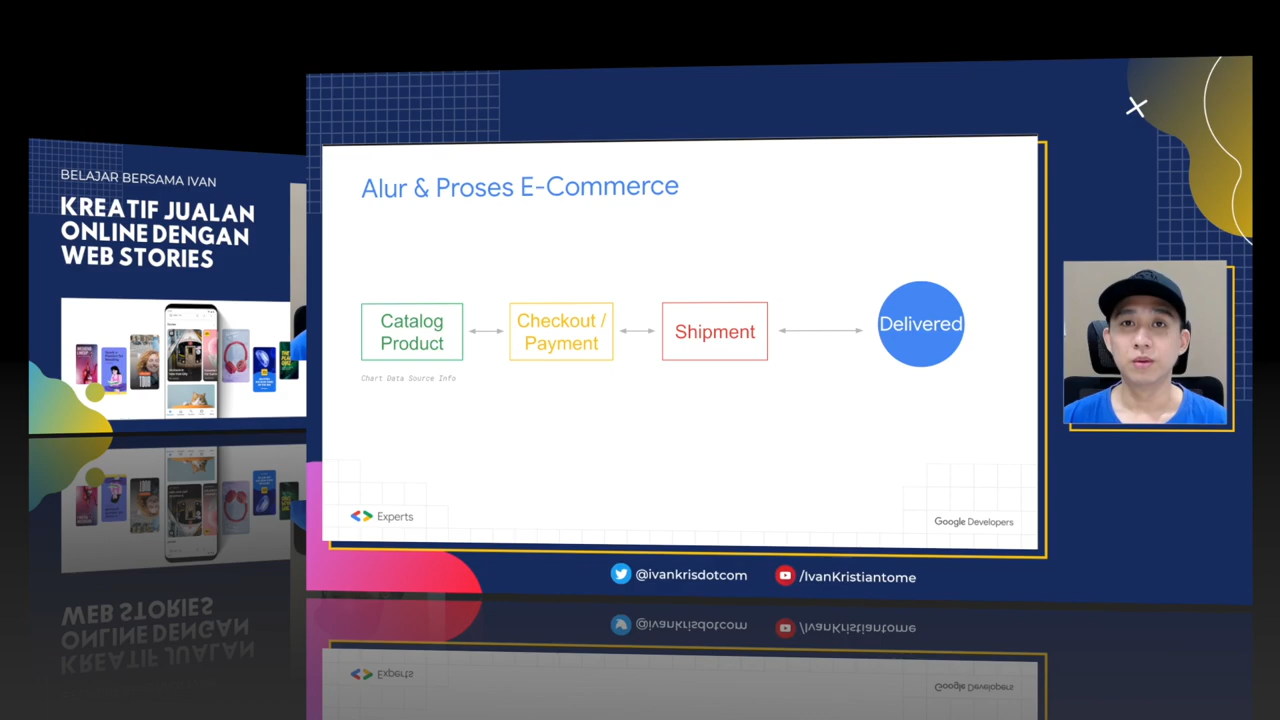 BELAJAR BERSAMA IVAN
KREATIF JUALAN
ONLINE DENGAN
WEB STORIES
Alur & Proses E-Commerce
Catalog
Product
Checkout /
Payment
Shipment
Delivered
Chart Data Source Info
Experts
Google Developers
@ivankrisdotcom
/IvanKristiantome